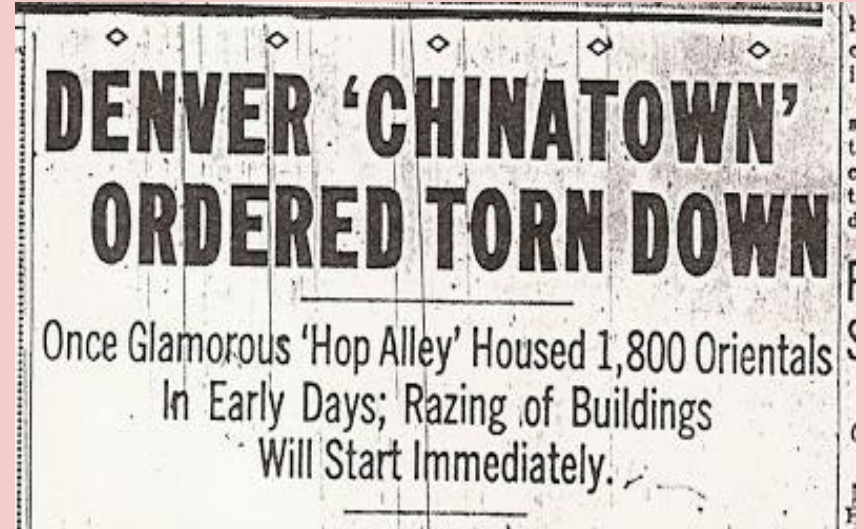 DENVER ‘CHINATOWN’
ORDERED TORN DOWN
Once Glamorous ‘Hop Alley’ Housed 1,800 Orientals
In Early Days; Razing of Buildings
Will Start Immediately.